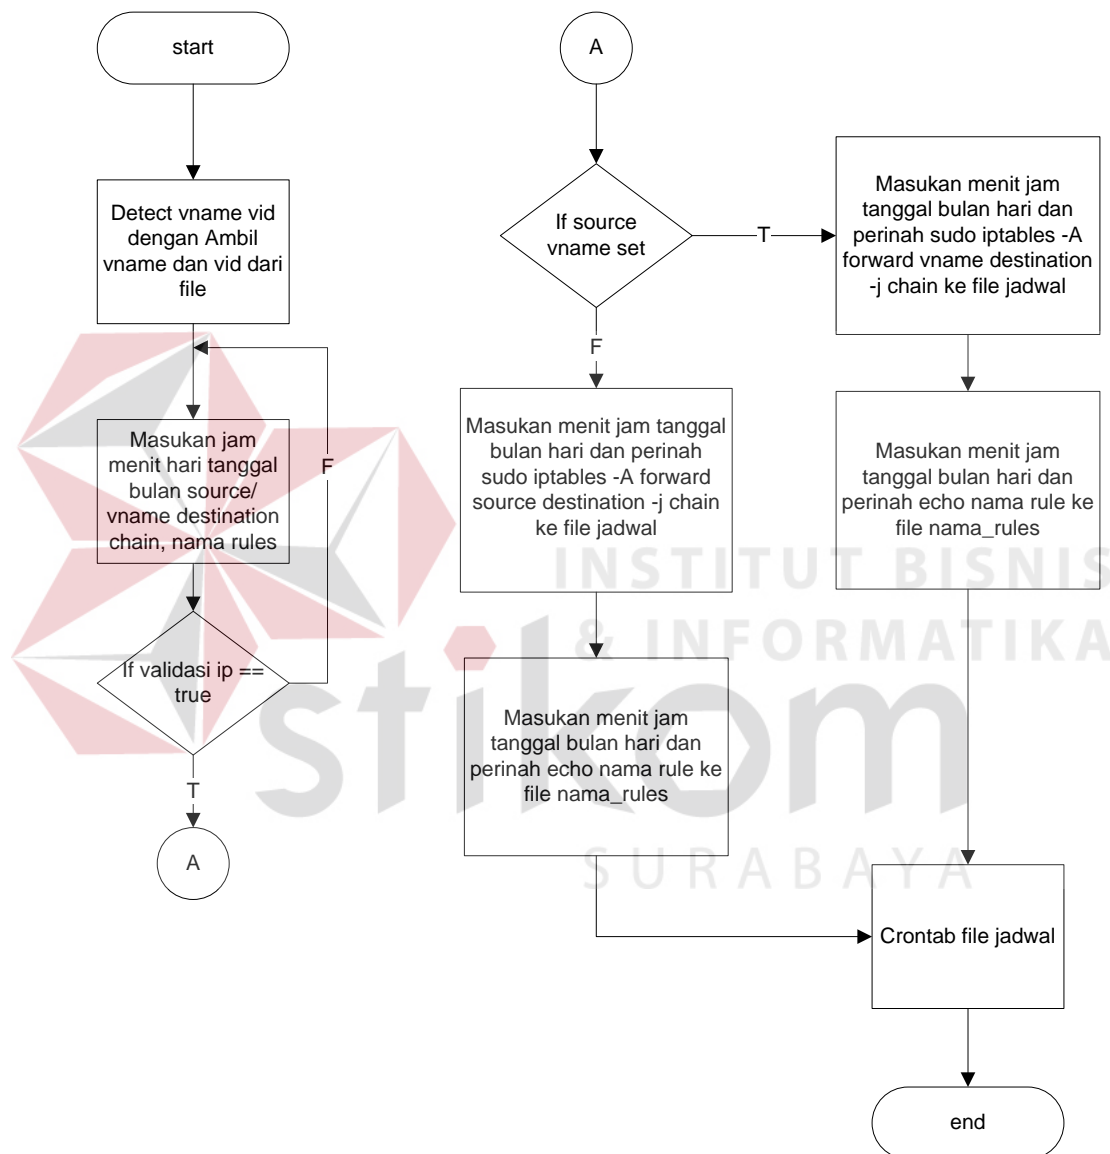 start
Detect vname vid
dengan Ambil
vname dan vid dari
file
Masukan jam
menit hari tanggal
bulan source/
vname destination
chain, nama rules
F
If validasi ip ==
true
T
A
A
If source
vname set
T
Masukan menit jam
tanggal bulan hari dan
perinah sudo iptables -A
forward vname destination
-j chain ke file jadwal
F
Masukan menit jam tanggal
bulan hari dan perinah
sudo iptables -A forward
source destination -j chain
ke file jadwal
Masukan menit jam
tanggal bulan hari dan
perinah echo nama rule ke
file nama_rules
Masukan menit jam
tanggal bulan hari dan
perinah echo nama rule ke
file nama_rules
Crontab file jadwal
end
INSTITUT BISNIS
& INFORMATIKA
stikom
SURABAYA